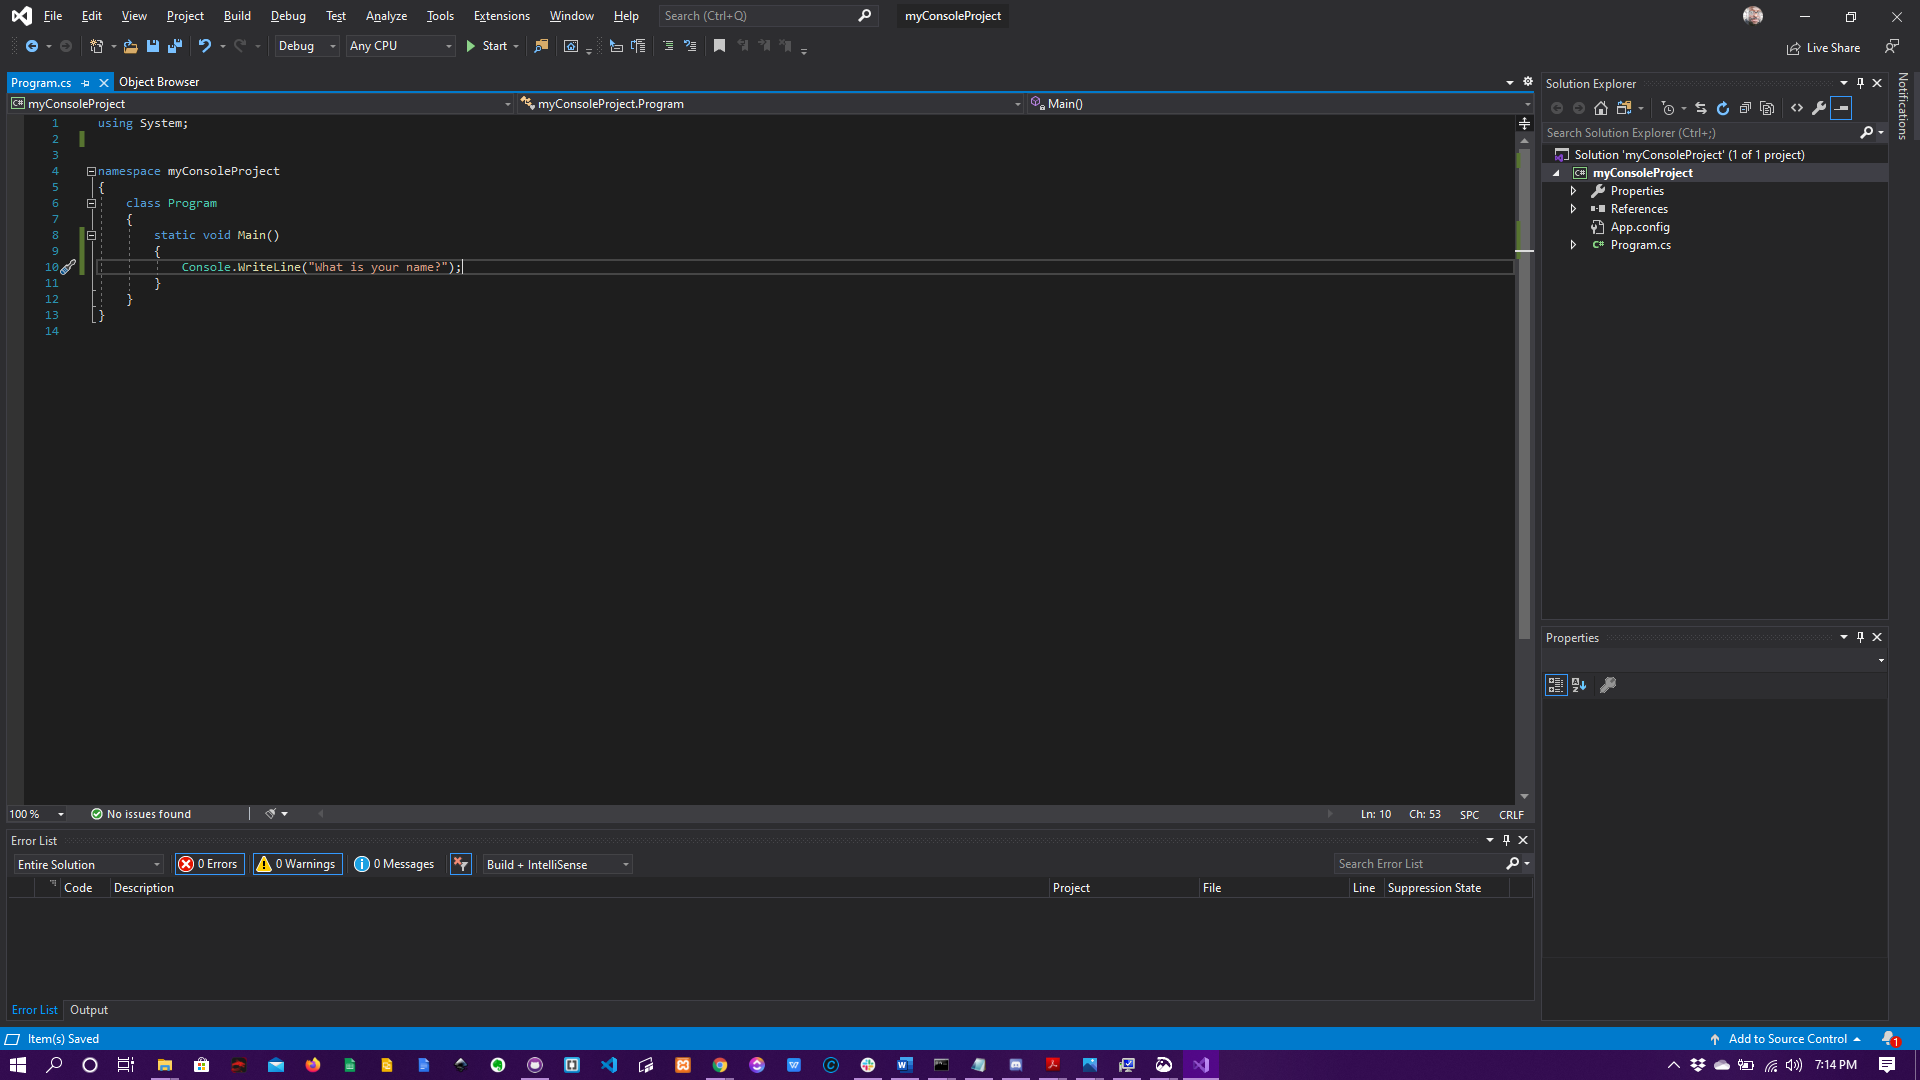 File Edit View Project Build Debug Test Analyze Tools Extensions Window Help Search (Ctrl+Q) myConsoleProject
Debug Any CPU Start Live Share
Program.cs Object Browser
myConsoleProject myConsoleProject.Program Main()
1 using System;
2
3
4 namespace myConsoleProject
5 {
6 class Program
7 {
8 static void Main()
9 {
10 Console.WriteLine("What is your name?");
11 }
12 }
13 }
14
100 % No issues found Ln: 10 Ch: 53 SPC CRLF
Error List
Entire Solution 0 Errors 0 Warnings 0 Messages Build + IntelliSense Search Error List
Code Description Project File Line Suppression State
Error List Output
Solution Explorer
Search Solution Explorer (Ctrl+;)
Solution 'myConsoleProject' (1 of 1 project)
C# myConsoleProject
Properties
References
App.config
C# Program.cs
Properties
Notifications
Item(s) Saved Add to Source Control 1
7:14 PM